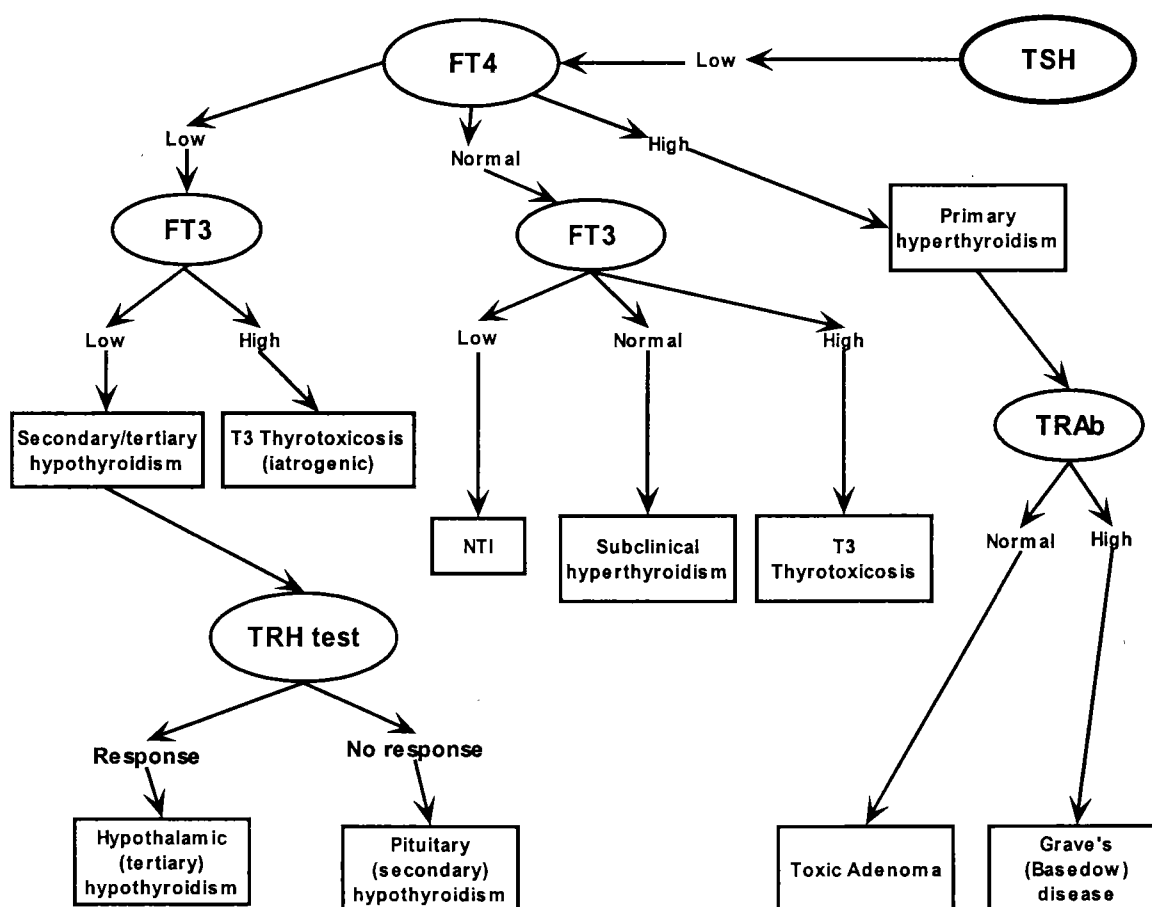 FT4
Low
TSH
Low
Normal
High
FT3
FT3
Primary
hyperthyroidism
Low
High
Low
Normal
High
Secondary/tertiary
hypothyroidism
T3 Thyrotoxicosis
(iatrogenic)
TRAb
NTI
Subclinical
hyperthyroidism
T3
Thyrotoxicosis
Normal
High
TRH test
Response
No response
Hypothalamic
(tertiary)
hypothyroidism
Pituitary
(secondary)
hypothyroidism
Toxic Adenoma
Grave's
(Basedow)
disease